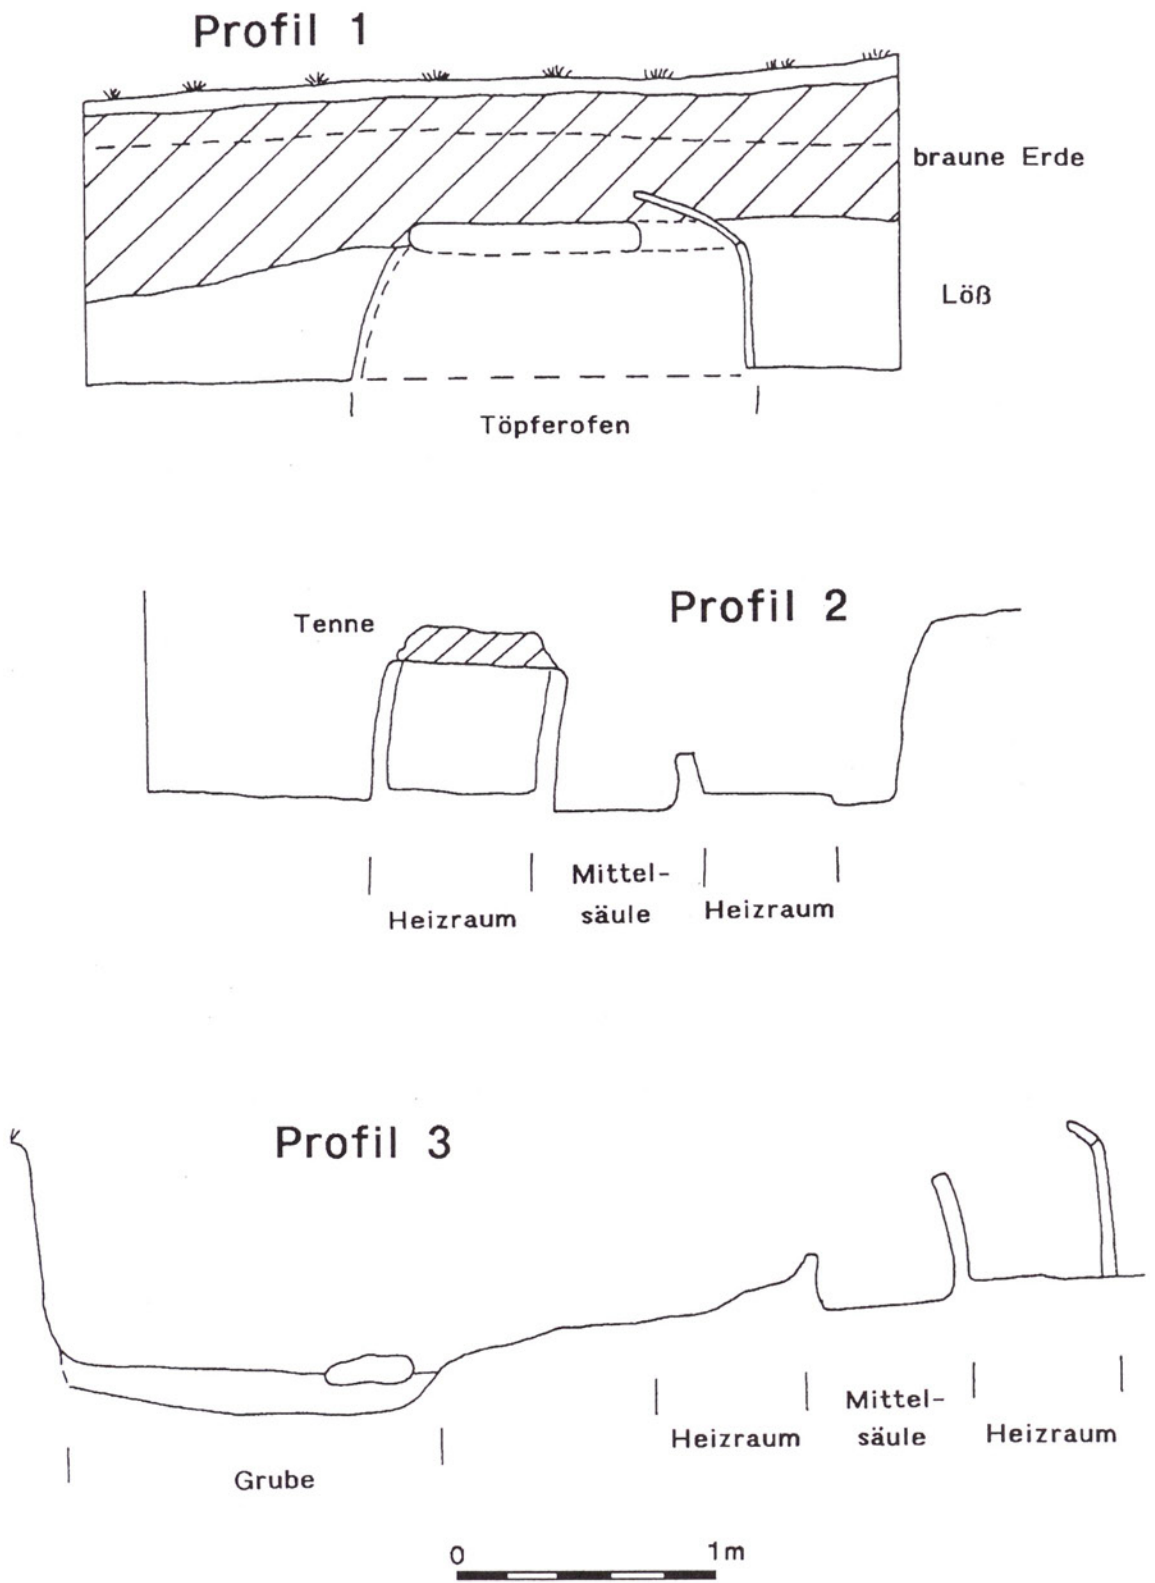 Profil 1
braune Erde
Löß
Töpferofen
Profil 2
Tenne
Mittel-
säule
Heizraum
Heizraum
Profil 3
Mittel-
säule
Heizraum
Heizraum
Grube
0
1m